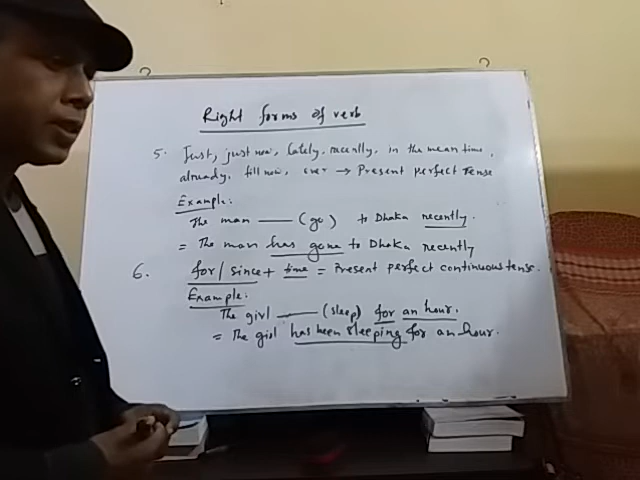 Right forms of verb
5. Just, just now, lately, recently, in the mean time,
already, till now, ever → Present perfect tense
Example:
The man —— (go) to Dhaka recently.
= The man has gone to Dhaka recently
6. for / since + time = Present perfect continuous tense.
Example:
The girl —— (sleep) for an hour.
= The girl has been sleeping for an hour.